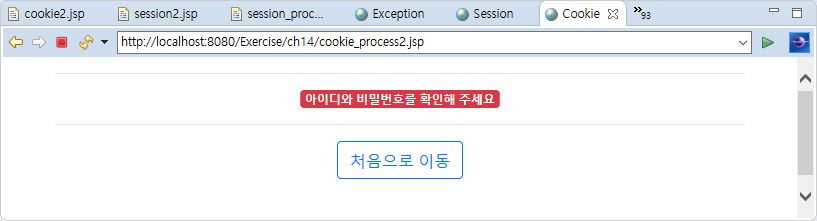 cookie2.jsp session2.jsp session_proc... Exception Session Cookie »93
http://localhost:8080/Exercise/ch14/cookie_process2.jsp
아이디와 비밀번호를 확인해 주세요
처음으로 이동